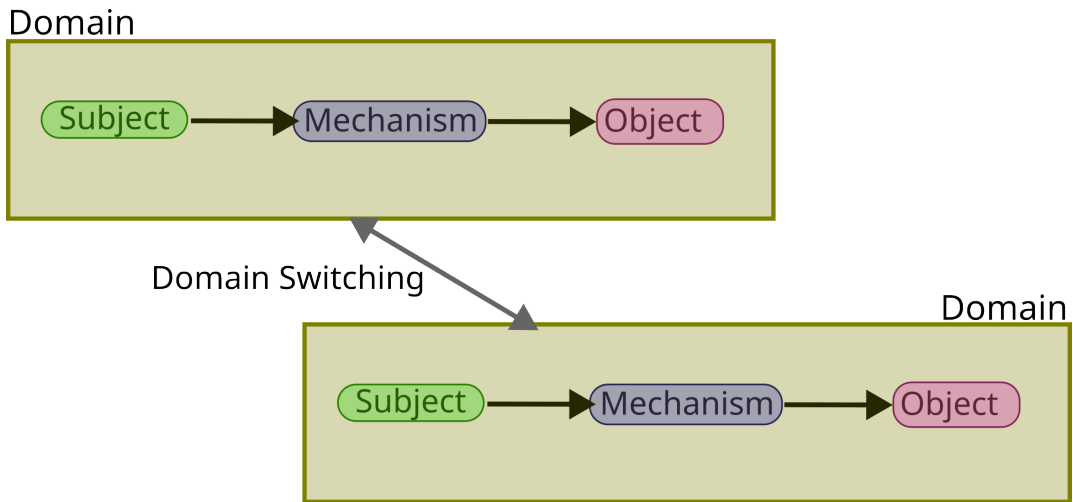 Domain
Subject
Mechanism
Object
Domain Switching
Domain
Subject
Mechanism
Object